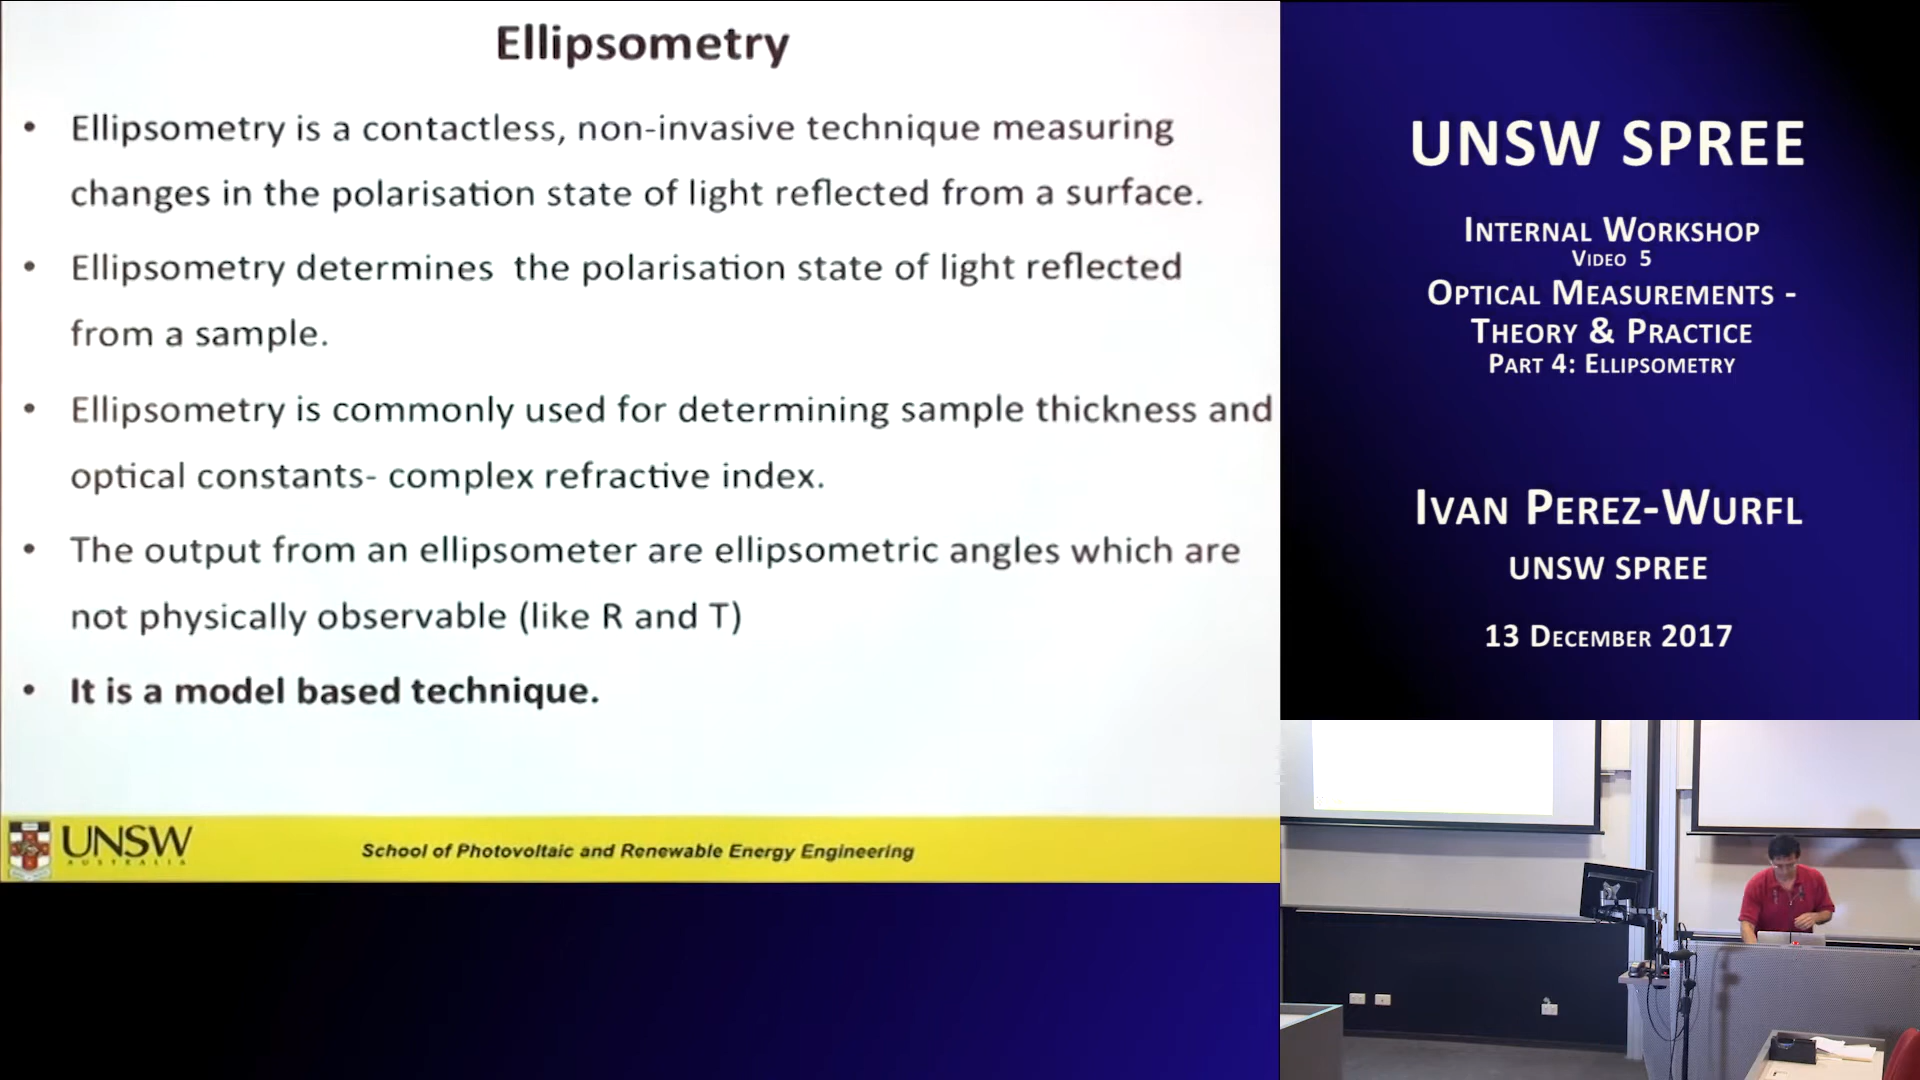 Ellipsometry
• Ellipsometry is a contactless, non-invasive technique measuring
changes in the polarisation state of light reflected from a surface.
• Ellipsometry determines the polarisation state of light reflected
from a sample.
• Ellipsometry is commonly used for determining sample thickness and
optical constants- complex refractive index.
• The output from an ellipsometer are ellipsometric angles which are
not physically observable (like R and T)
• It is a model based technique.
UNSW
AUSTRALIA
School of Photovoltaic and Renewable Energy Engineering
UNSW SPREE
Internal Workshop
Video 5
Optical Measurements -
Theory & Practice
Part 4: Ellipsometry
Ivan Perez-Wurfl
UNSW SPREE
13 December 2017